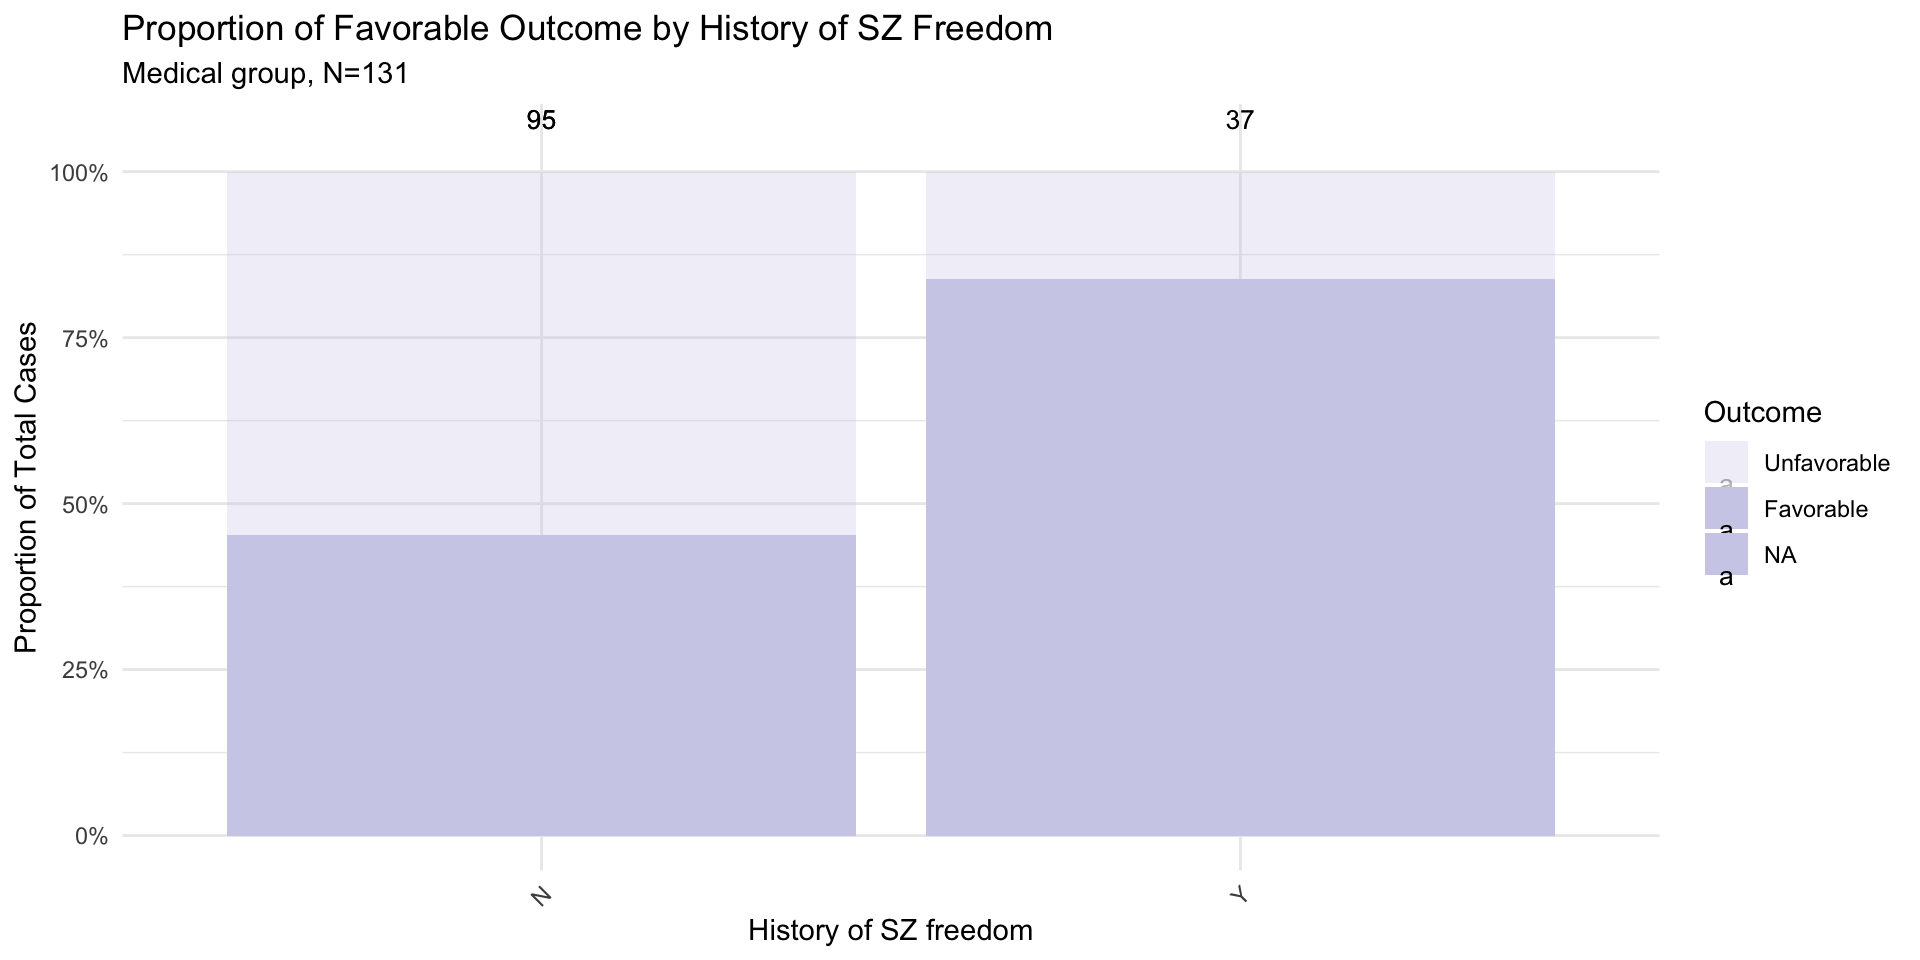 Proportion of Favorable Outcome by History of SZ Freedom
Medical group, N=131
95
37
100%
75%
50%
25%
0%
Proportion of Total Cases
N
Y
History of SZ freedom
Outcome
a Unfavorable
a Favorable
a NA